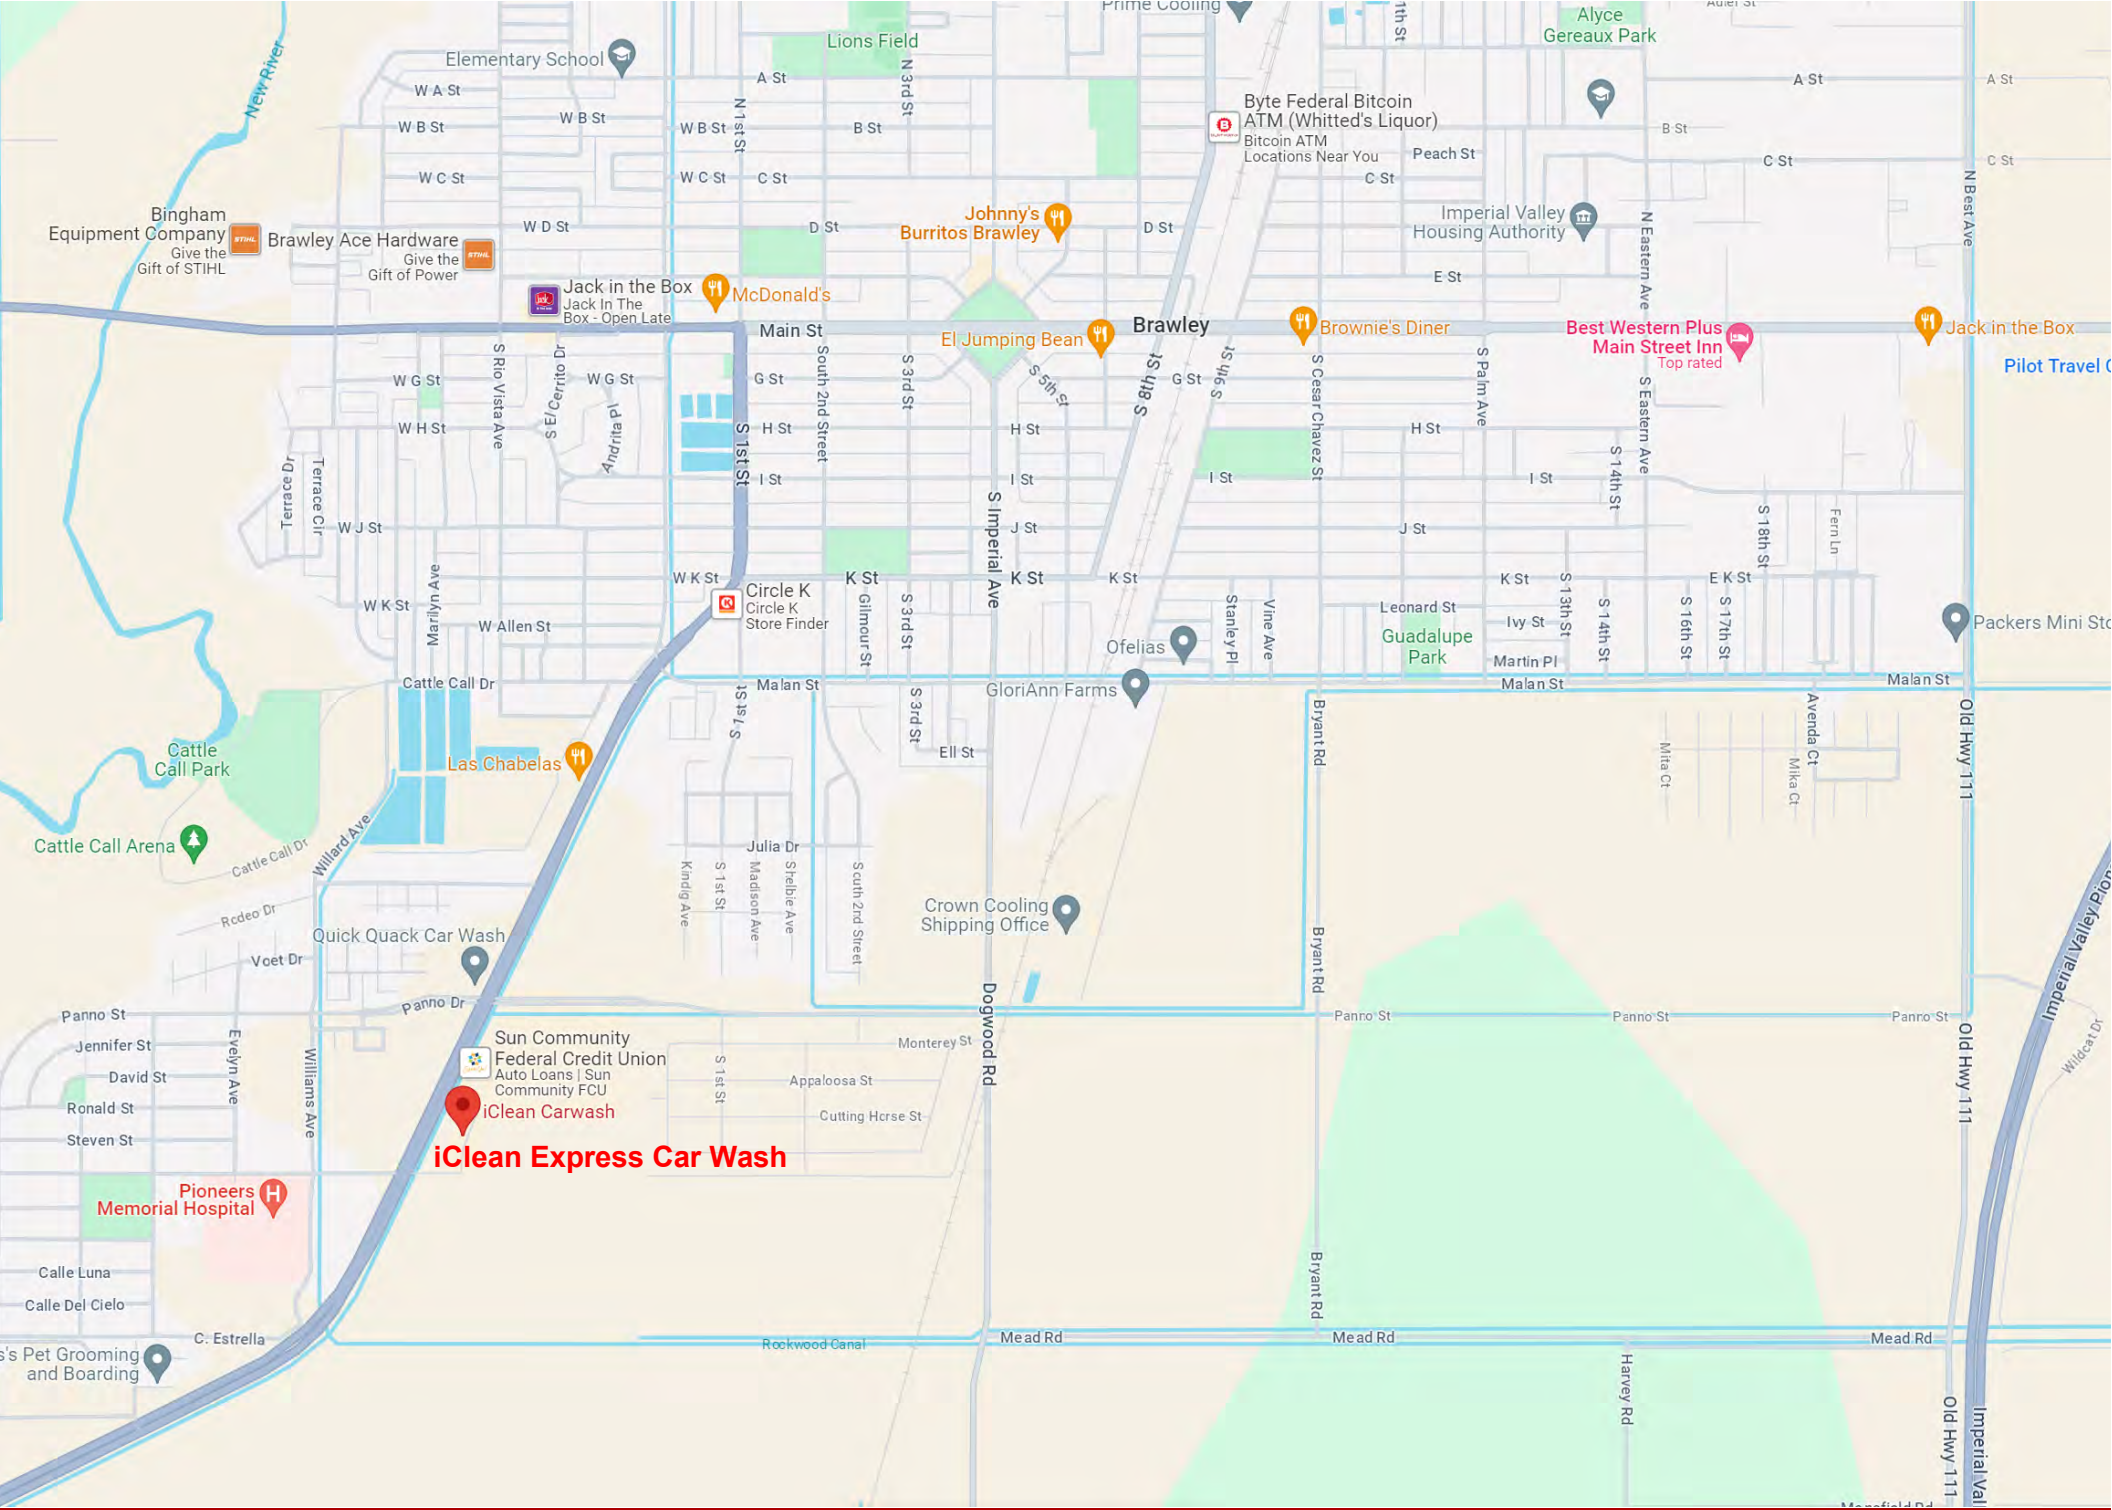 Prime Cooling
Adler St
Alyce
Gereaux Park
Lions Field
Elementary School
New River
A St
W A St
N 3rd St
N 1st St
A St
A St
W B St
W B St
W B St
B St
Byte Federal Bitcoin
ATM (Whitted's Liquor)
Bitcoin ATM
Locations Near You
B St
Peach St
C St
C St
W C St
W C St
C St
C St
N Best Ave
Bingham
Equipment Company
Give the
Gift of STIHL
STIHL
Brawley Ace Hardware
Give the
Gift of Power
STIHL
W D St
D St
Johnny's
Burritos Brawley
D St
Imperial Valley
Housing Authority
N Eastern Ave
E St
Jack in the Box
Jack In The
Box - Open Late
McDonald's
Main St
El Jumping Bean
Brawley
Brownie's Diner
Best Western Plus
Main Street Inn
Top rated
Jack in the Box
Pilot Travel
W G St
S Rio Vista Ave
S El Cerrito Dr
W G St
Andrita Pl
G St
South 2nd Street
S 3rd St
S 5th St
S 8th St
G St
S 9th St
S Cesar Chavez St
S Palm Ave
S Eastern Ave
W H St
S 1st St
H St
H St
H St
Terrace Dr
Terrace Cir
I St
I St
I St
I St
S 14th St
S Imperial Ave
W J St
J St
J St
S 18th St
Fern Ln
W K St
K St
K St
K St
K St
E K St
Circle K
Circle K
Store Finder
W K St
Marilyn Ave
W Allen St
Gilmour St
S 3rd St
Stanley Pl
Vine Ave
Leonard St
Ivy St
S 13th St
S 14th St
S 16th St
S 17th St
Guadalupe
Park
Martin Pl
Packers Mini
Ofelias
GloriAnn Farms
Cattle Call Dr
Malan St
Malan St
Malan St
S 1st St
S 3rd St
Ell St
Bryant Rd
Mita Ct
Mika Ct
Avenda Ct
Old Hwy 111
Cattle
Call Park
Las Chabelas
Cattle Call Arena
Cattle Call Dr
Willard Ave
Julia Dr
Kindig Ave
S 1st St
Madison Ave
Shelbie Ave
South 2nd Street
Crown Cooling
Shipping Office
Bryant Rd
Rodeo Dr
Quick Quack Car Wash
Voet Dr
Panno Dr
Panno St
Dogwood Rd
Panno St
Panno St
Panno St
Wildcat Dr
Jennifer St
David St
Ronald St
Steven St
Evelyn Ave
Williams Ave
Sun Community
Federal Credit Union
Auto Loans | Sun
Community FCU
iClean Carwash
iClean Express Car Wash
Monterey St
S 1st St
Appaloosa St
Cutting Horse St
Old Hwy 111
Pioneers
Memorial Hospital
H
Calle Luna
Calle Del Cielo
C. Estrella
Pet Grooming
and Boarding
Rockwood Canal
Mead Rd
Bryant Rd
Mead Rd
Mead Rd
Harvey Rd
Old Hwy 111
Imperial
Imperial Valley